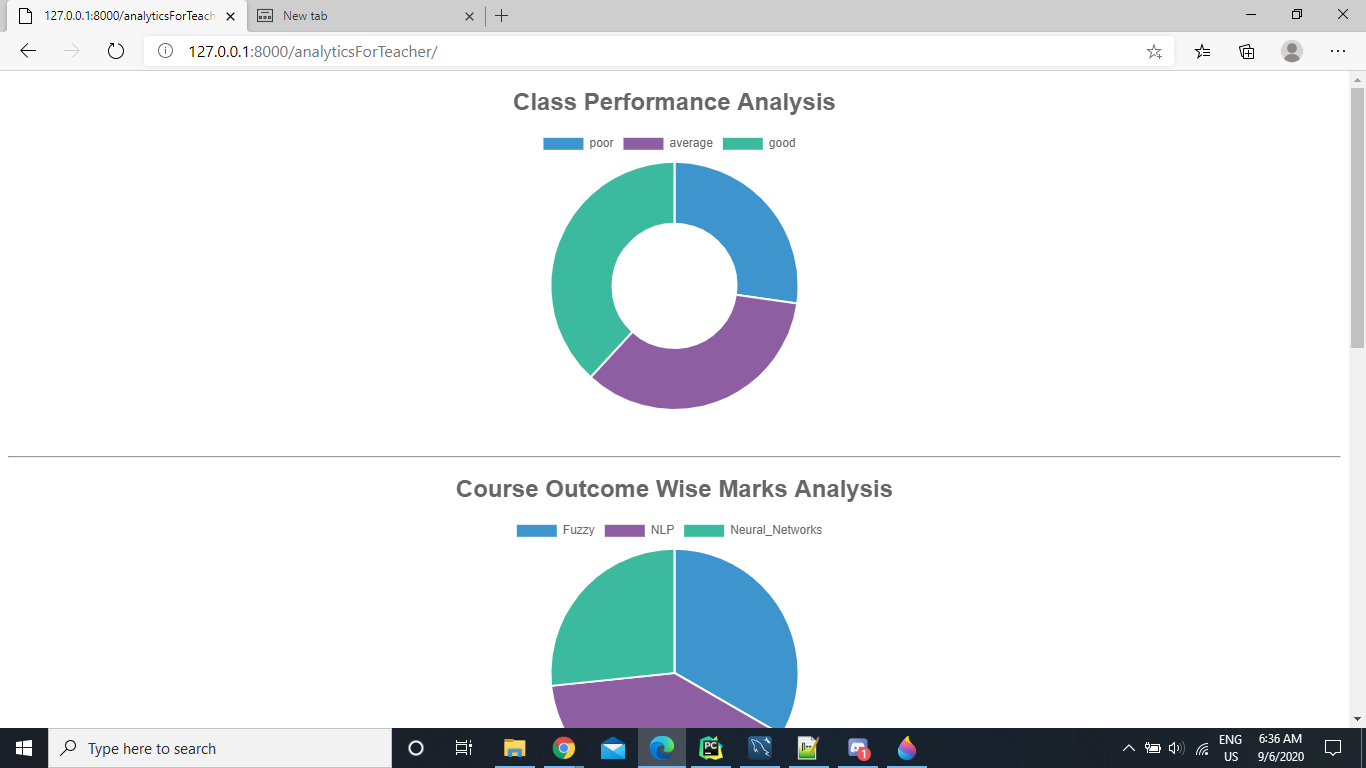 127.0.0.1:8000/analyticsForTeach
New tab
127.0.0.1:8000/analyticsForTeacher/
Class Performance Analysis
poor average good
Course Outcome Wise Marks Analysis
Fuzzy NLP Neural_Networks
Type here to search
PC
1
ENG
US
6:36 AM
9/6/2020